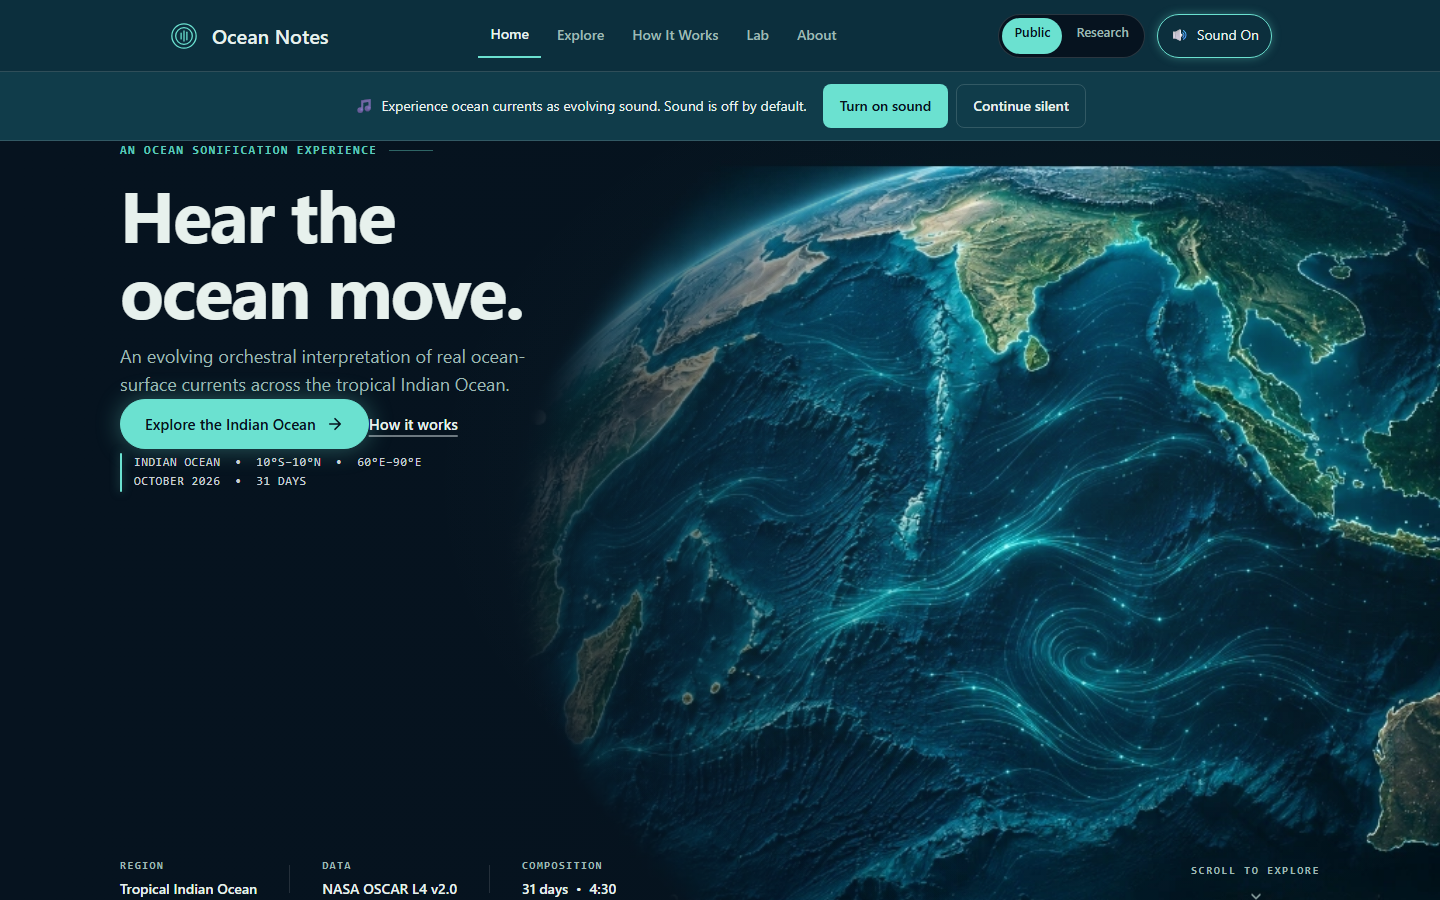 Ocean Notes
Home
Explore
How It Works
Lab
About
Public
Research
Sound On
Experience ocean currents as evolving sound. Sound is off by default.
Turn on sound
Continue silent
AN OCEAN SONIFICATION EXPERIENCE
Hear the
ocean move.
An evolving orchestral interpretation of real ocean-
surface currents across the tropical Indian Ocean.
Explore the Indian Ocean →
How it works
INDIAN OCEAN • 10°S–10°N • 60°E–90°E
OCTOBER 2026 • 31 DAYS
REGION
Tropical Indian Ocean
DATA
NASA OSCAR L4 v2.0
COMPOSITION
31 days • 4:30
SCROLL TO EXPLORE